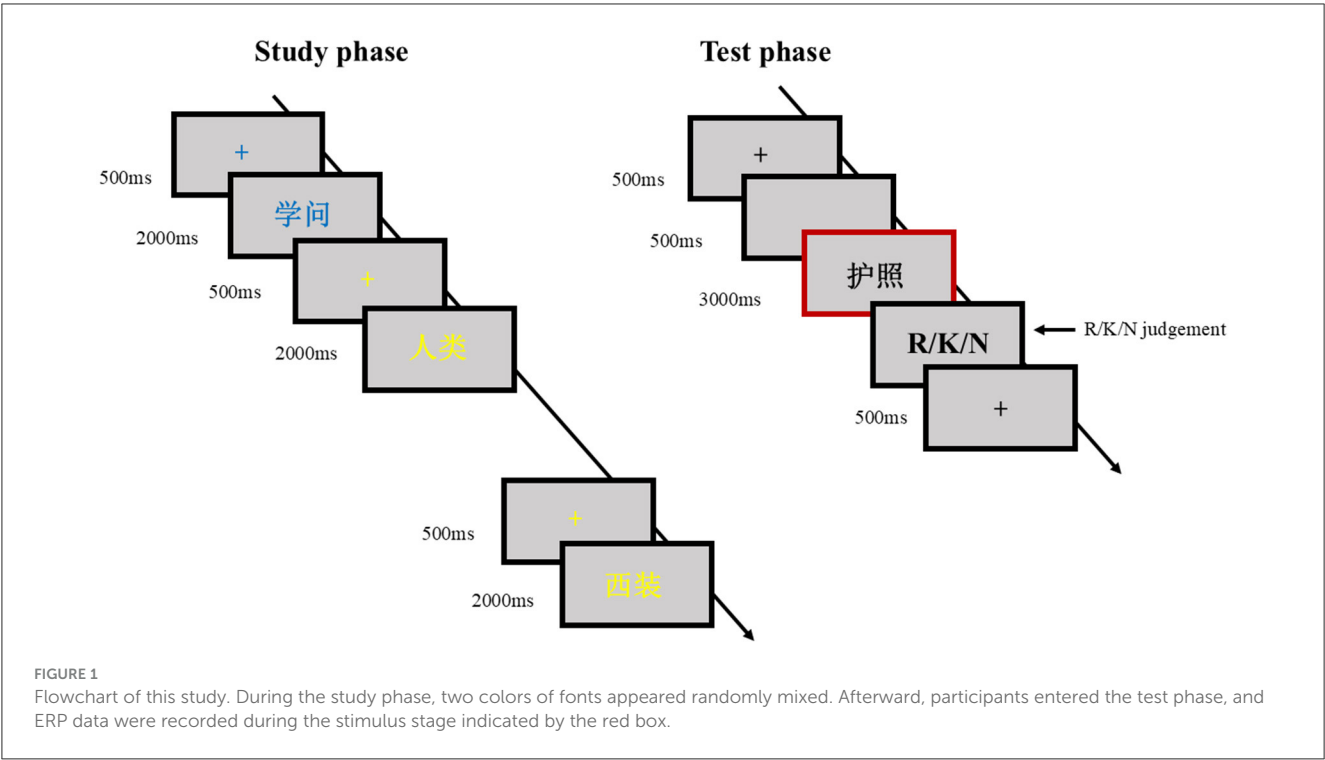 Study phase
+
500ms
学问
2000ms
+
500ms
人类
2000ms
+
500ms
西装
2000ms
Test phase
+
500ms
500ms
护照
3000ms
R/K/N
R/K/N judgement
+
500ms
FIGURE 1
Flowchart of this study. During the study phase, two colors of fonts appeared randomly mixed. Afterward, participants entered the test phase, and
ERP data were recorded during the stimulus stage indicated by the red box.